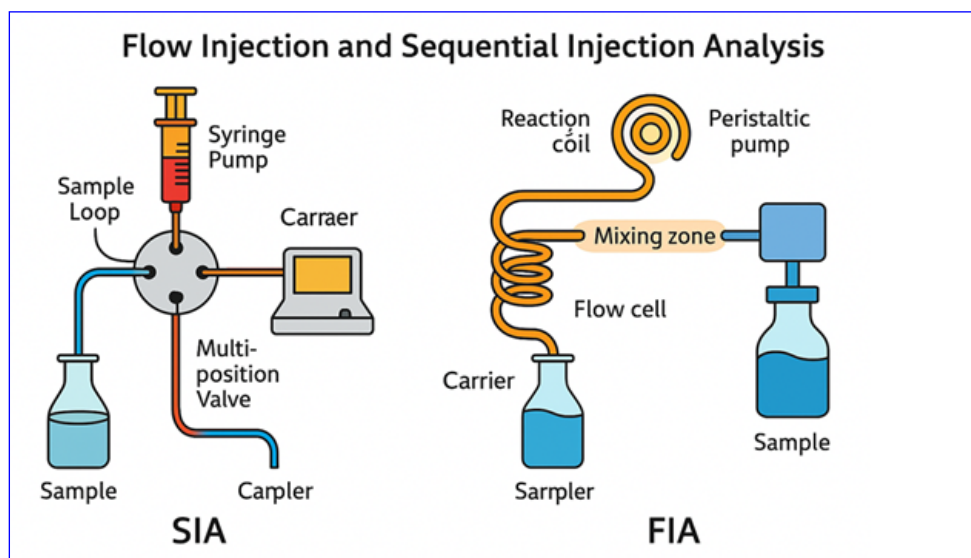 Flow Injection and Sequential Injection Analysis
Syringe
Pump
Sample
Loop
Carraer
Multi-
position
Valve
Sample
Carpler
SIA
Reaction
coil
Peristaltic
pump
Mixing zone
Flow cell
Carrier
Sarrpler
Sample
FIA